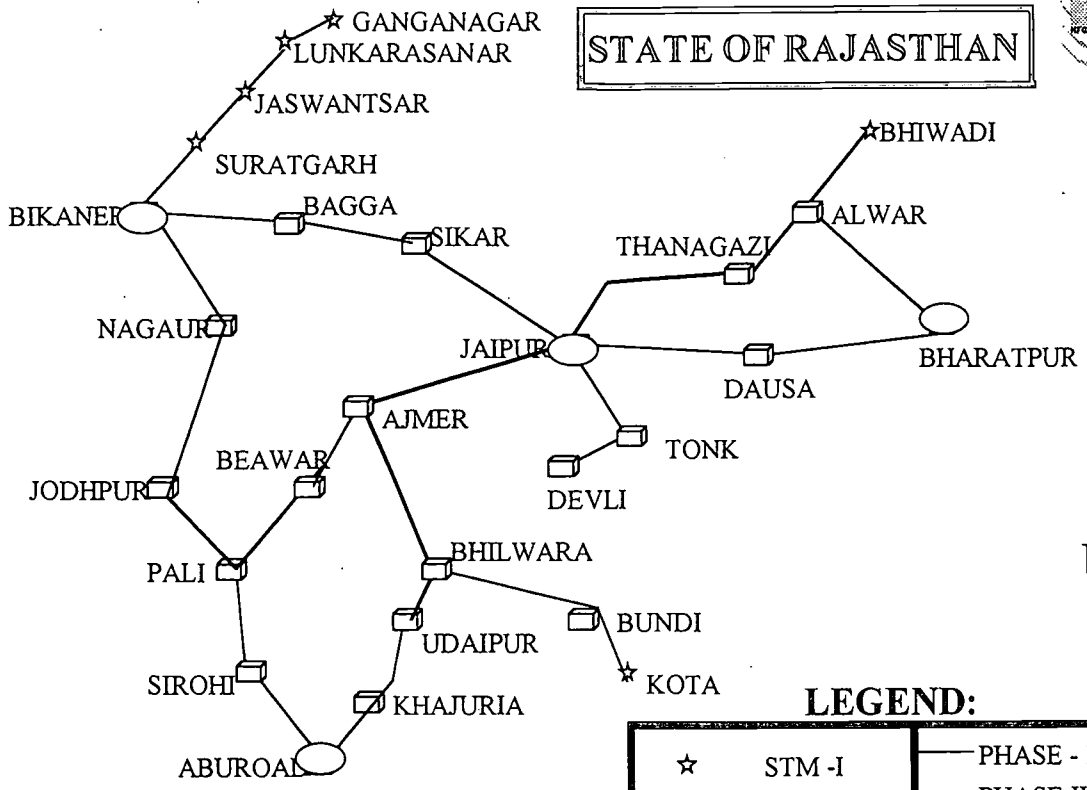 GANGANAGAR
LUNKARASANAR
STATE OF RAJASTHAN
JASWANTSAR
BHIWADI
SURATGARH
BIKANER
BAGGA
SIKAR
ALWAR
THANAGAZI
NAGAUR
JAIPUR
BHARATPUR
DAUSA
AJMER
TONK
BEAWAR
JODHPUR
DEVLI
BHILWARA
PALI
BUNDI
UDAIPUR
SIROHI
KOTA
KHAJURIA
LEGEND:
ABUROAD
STM -I
PHASE -